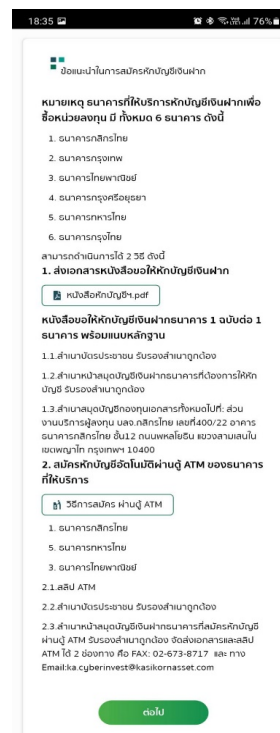 18:35 76%
ข้อแนะนำในการสมัครหักบัญชีเงินฝาก
หมายเหตุ ธนาคารที่ให้บริการหักบัญชีเงินฝากเพื่อ
ซื้อหน่วยลงทุน มี ทั้งหมด 6 ธนาคาร ดังนี้
1. ธนาคารกสิกรไทย
2. ธนาคารกรุงเทพ
3. ธนาคารไทยพาณิชย์
4. ธนาคารกรุงศรีอยุธยา
5. ธนาคารทหารไทย
6. ธนาคารกรุงไทย
สามารถดำเนินการได้ 2 วิธี ดังนี้
1. ส่งเอกสารหนังสือขอให้หักบัญชีเงินฝาก
หนังสือหักบัญชีฯ.pdf
หนังสือขอให้หักบัญชีเงินฝากธนาคาร 1 ฉบับต่อ 1
ธนาคาร พร้อมแนบหลักฐาน
1.1.สำเนาบัตรประชาชน รับรองสำเนาถูกต้อง
1.2.สำเนาหน้าสมุดบัญชีเงินฝากธนาคารที่ต้องการให้หัก
บัญชี รับรองสำเนาถูกต้อง
1.3.สำเนาสมุดบัญชีกองทุนเอกสารทั้งหมดไปที่: ส่วน
งานบริการผู้ลงทุน บลจ.กสิกรไทย เลขที่400/22 อาคาร
ธนาคารกสิกรไทย ชั้น12 ถนนพหลโยธิน แขวงสามเสนใน
เขตพญาไท กรุงเทพฯ 10400
2. สมัครหักบัญชีอัตโนมัติผ่านตู้ ATM ของธนาคาร
ที่ให้บริการ
วิธีการสมัคร ผ่านตู้ ATM
1. ธนาคารกสิกรไทย
5. ธนาคารทหารไทย
3. ธนาคารไทยพาณิชย์
2.1.สลิป ATM
2.2.สำเนาบัตรประชาชน รับรองสำเนาถูกต้อง
2.3.สำเนาหน้าสมุดบัญชีเงินฝากธนาคารที่สมัครหักบัญชี
ผ่านตู้ ATM รับรองสำเนาถูกต้อง จัดส่งเอกสารและสลิป
ATM ได้ 2 ช่องทาง คือ FAX: 02-673-8717 และ ทาง
Email:ka.cyberinvest@kasikornasset.com
ต่อไป